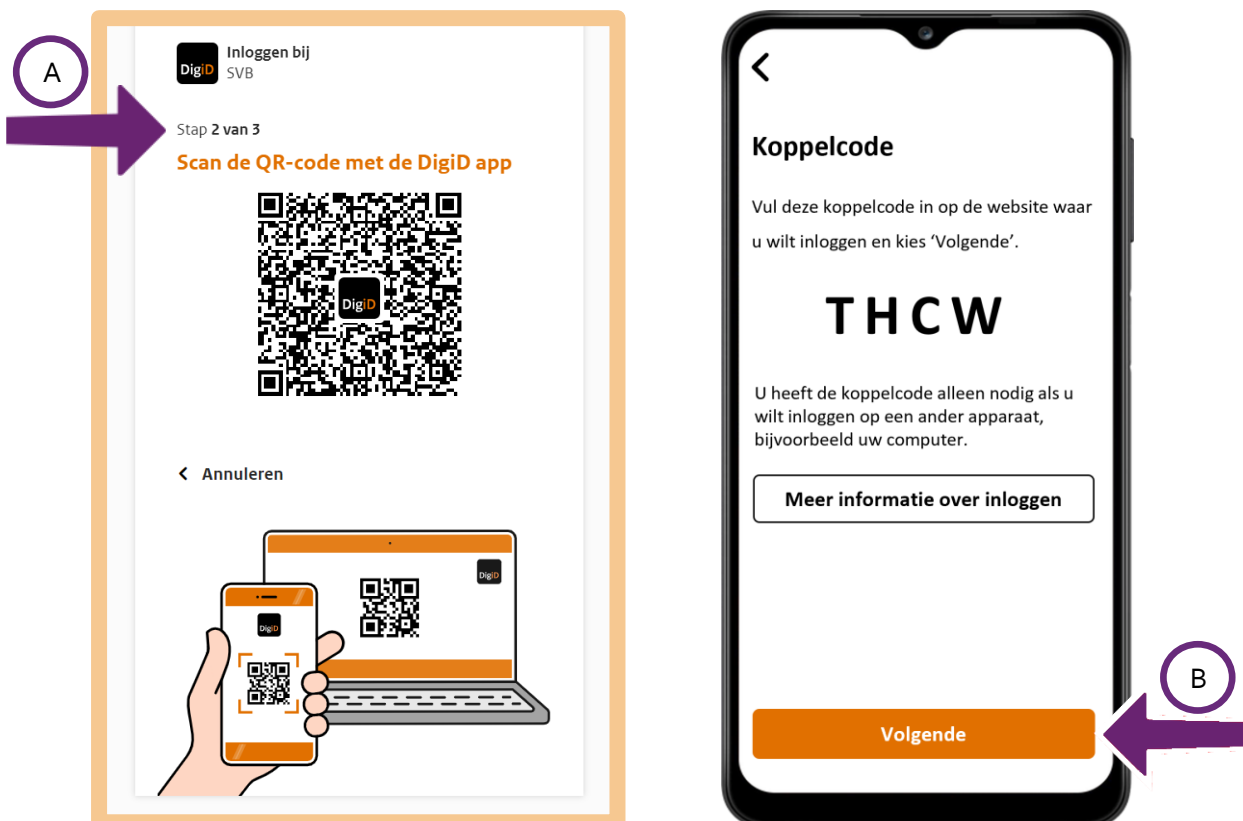 A
DigiD
Inloggen bij
SVB
Stap 2 van 3
Scan de QR-code met de DigiD app
DigiD
Annuleren
DigiD
DigiD
Koppelcode
Vul deze koppelcode in op de website waar
u wilt inloggen en kies ‘Volgende’.
THCW
U heeft de koppelcode alleen nodig als u
wilt inloggen op een ander apparaat,
bijvoorbeeld uw computer.
Meer informatie over inloggen
B
Volgende